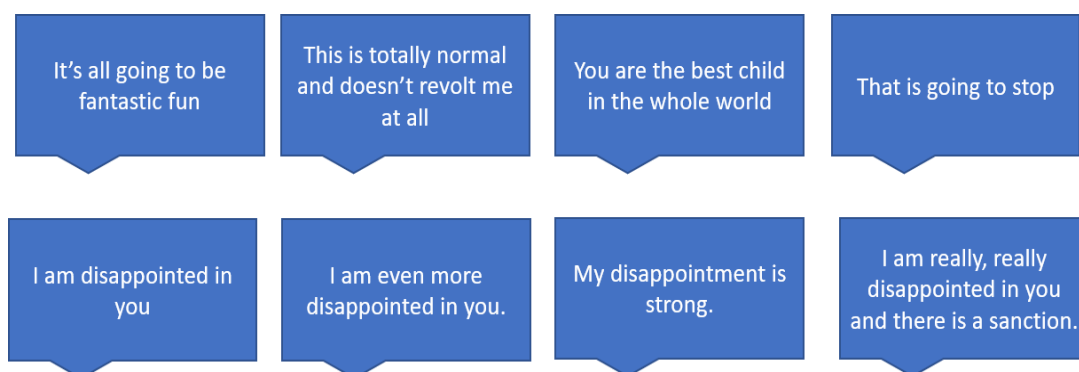 It’s all going to be
fantastic fun
This is totally normal
and doesn’t revolt me
at all
You are the best child
in the whole world
That is going to stop
I am disappointed in
you
I am even more
disappointed in you.
My disappointment is
strong.
I am really, really
disappointed in you
and there is a sanction.